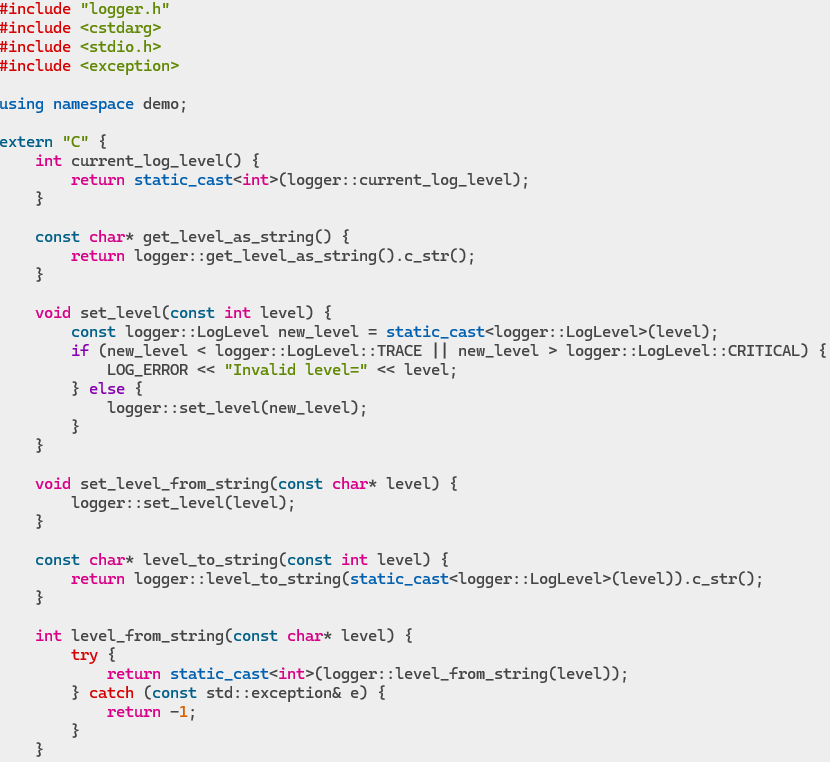 #include "logger.h"
#include <cstdarg>
#include <stdio.h>
#include <exception>

using namespace demo;

extern "C" {
    int current_log_level() {
        return static_cast<int>(logger::current_log_level);
    }

    const char* get_level_as_string() {
        return logger::get_level_as_string().c_str();
    }

    void set_level(const int level) {
        const logger::LogLevel new_level = static_cast<logger::LogLevel>(level);
        if (new_level < logger::LogLevel::TRACE || new_level > logger::LogLevel::CRITICAL) {
            LOG_ERROR << "Invalid level=" << level;
        } else {
            logger::set_level(new_level);
        }
    }

    void set_level_from_string(const char* level) {
        logger::set_level(level);
    }

    const char* level_to_string(const int level) {
        return logger::level_to_string(static_cast<logger::LogLevel>(level)).c_str();
    }

    int level_from_string(const char* level) {
        try {
            return static_cast<int>(logger::level_from_string(level));
        } catch (const std::exception& e) {
            return -1;
        }
    }